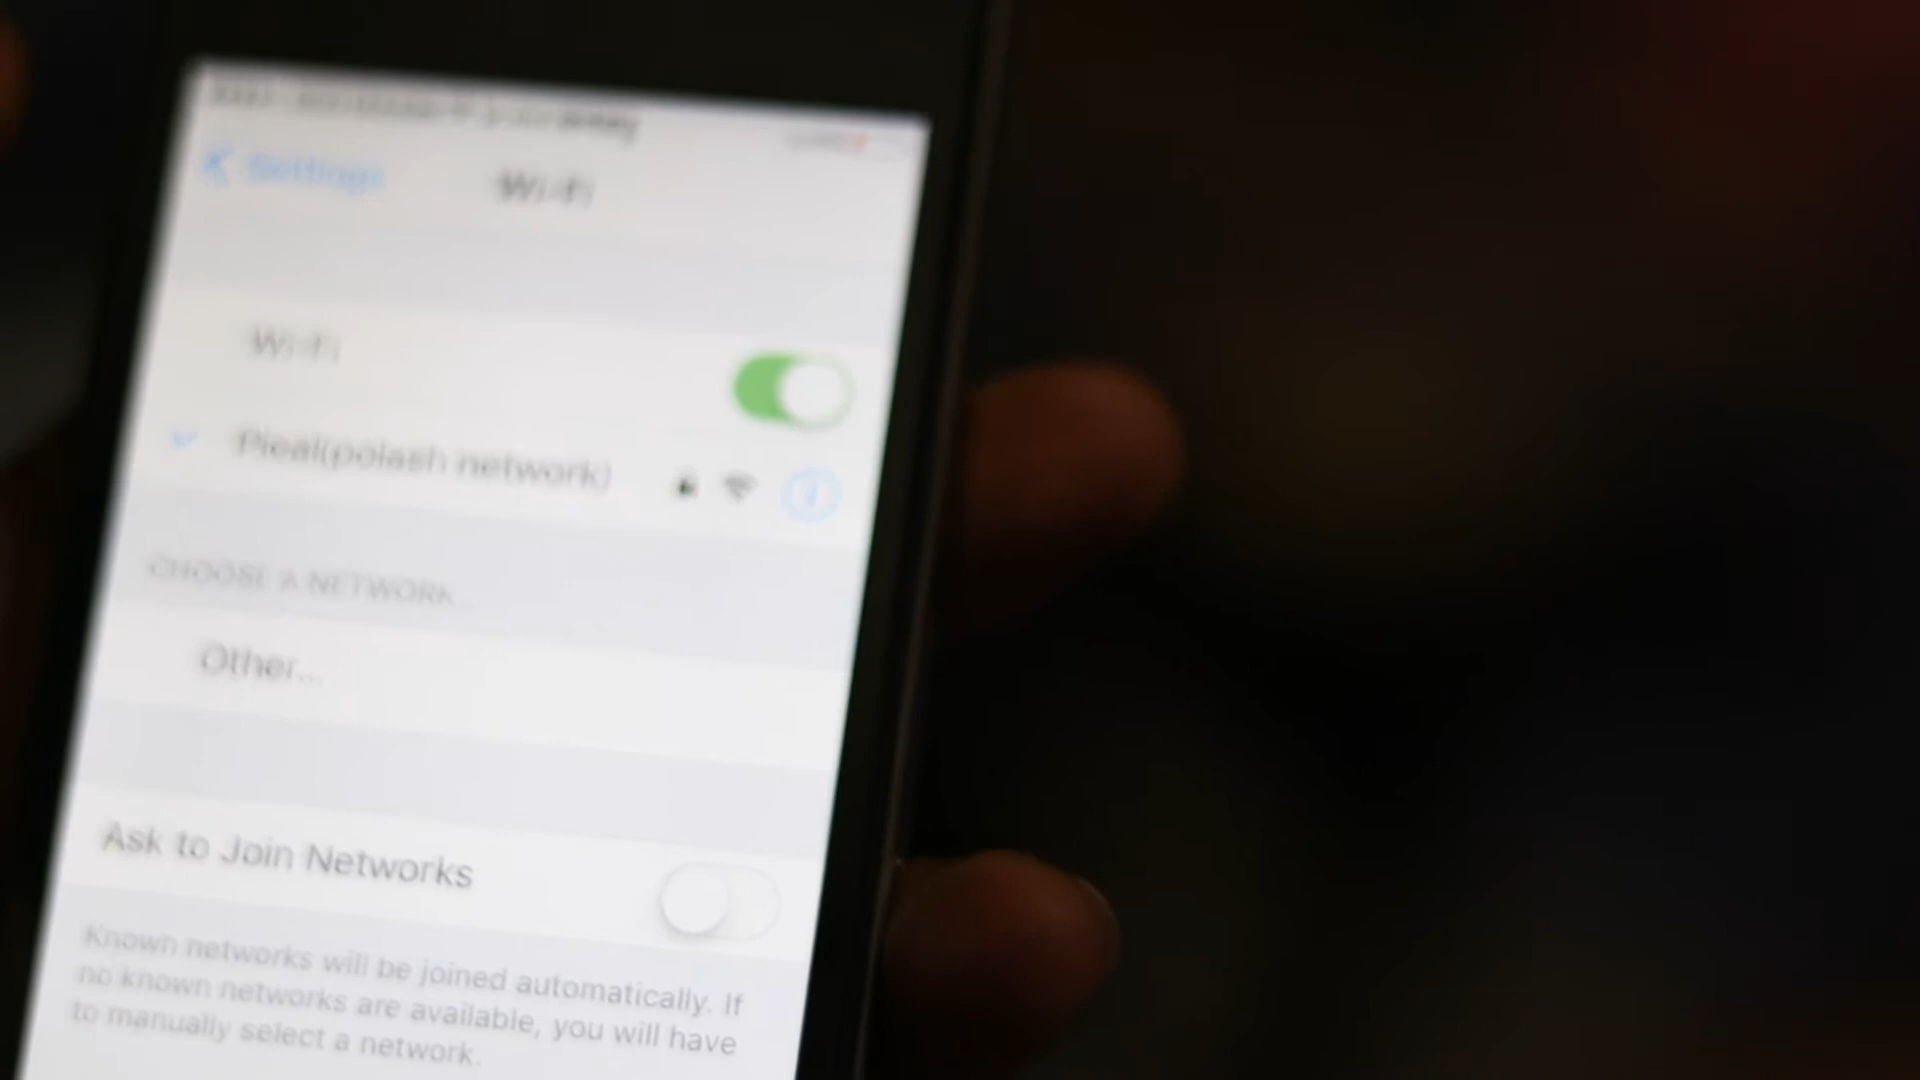 Settings
Wi-Fi
Wi-Fi
Pieal(polash network)
CHOOSE A NETWORK...
Other...
Ask to Join Networks
Known networks will be joined automatically. If
no known networks are available, you will have
to manually select a network.